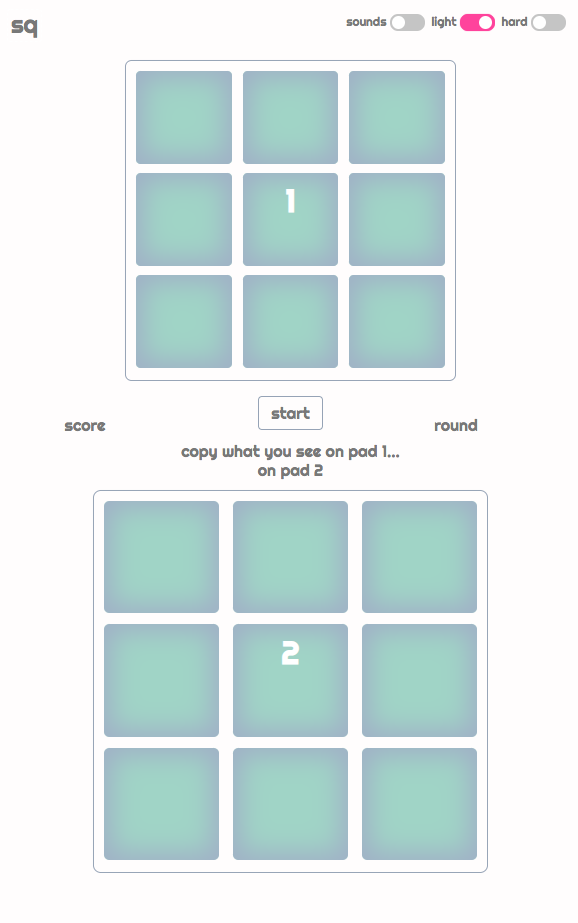 sq
sounds light hard
1
start
score
round
copy what you see on pad 1...
on pad 2
2